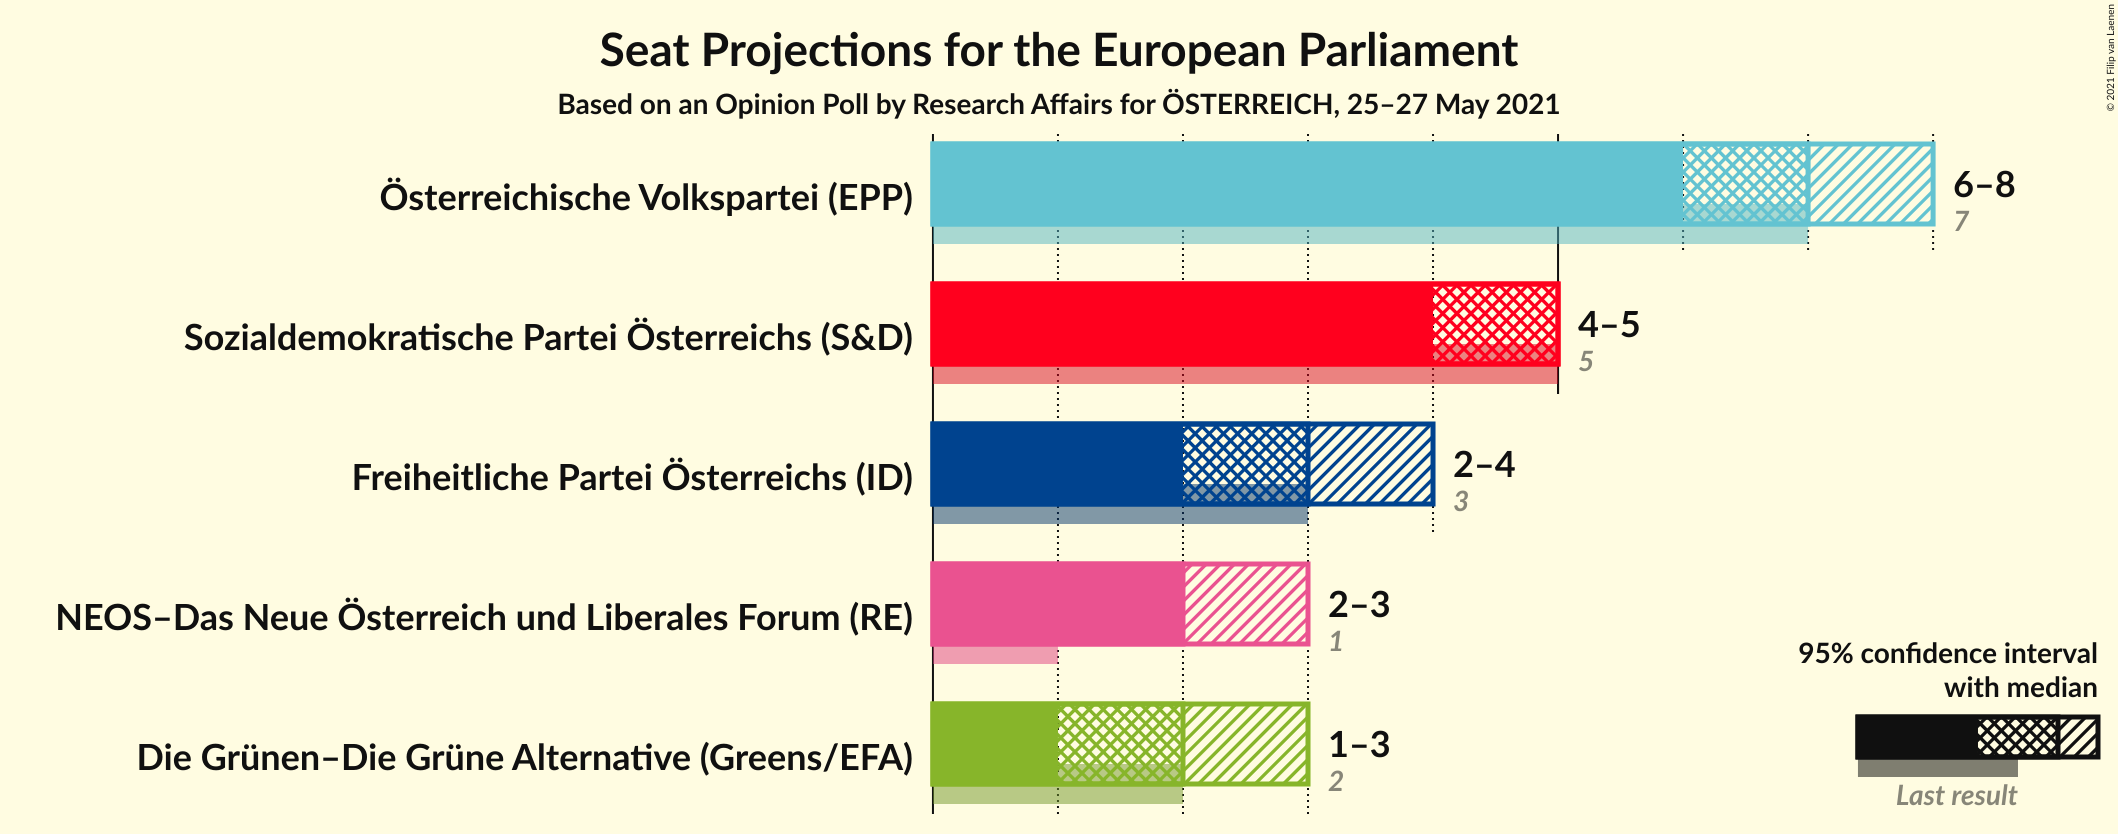 Seat Projections for the European Parliament
Based on an Opinion Poll by Research Affairs for ÖSTERREICH, 25–27 May 2021
© 2021 Filip van Laenen
Österreichische Volkspartei (EPP)
6–8
7
Sozialdemokratische Partei Österreichs (S&D)
4–5
5
Freiheitliche Partei Österreichs (ID)
2–4
3
NEOS–Das Neue Österreich und Liberales Forum (RE)
2–3
1
Die Grünen–Die Grüne Alternative (Greens/EFA)
1–3
2
95% confidence interval
with median
Last result